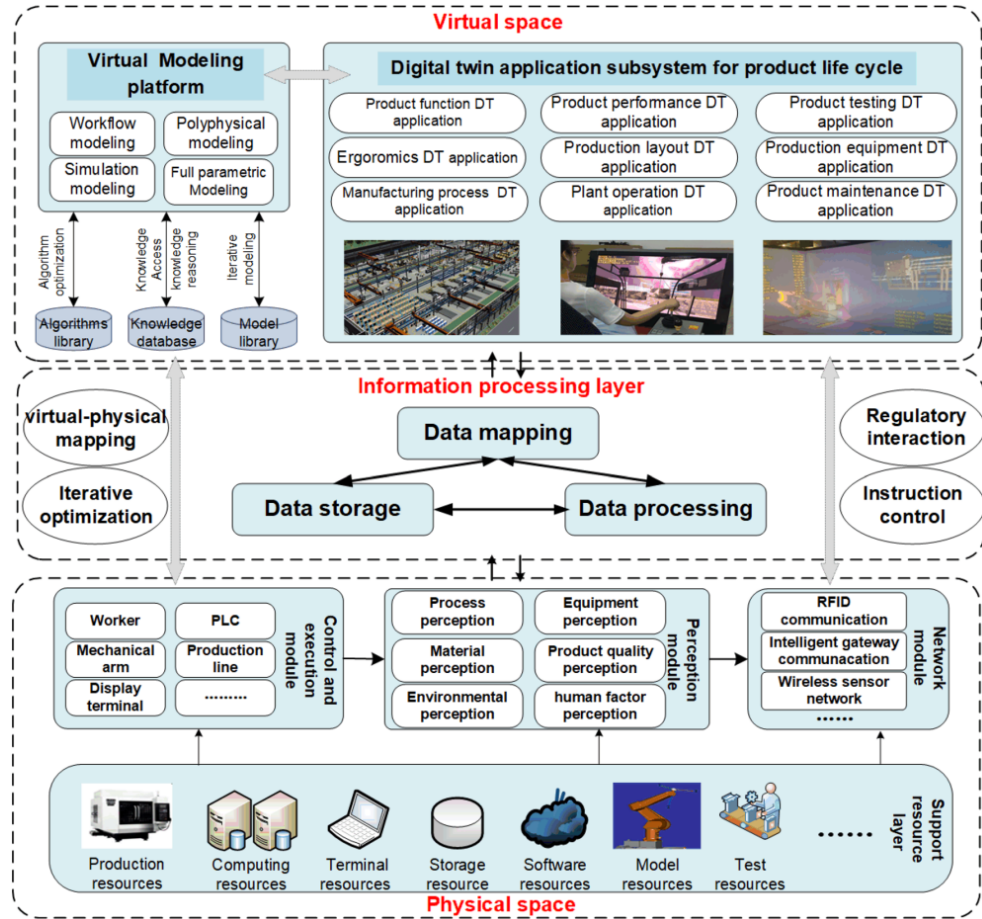 Virtual space
Virtual Modeling
platform
Workflow
modeling
Polyphysical
modeling
Simulation
modeling
Full parametric
Modeling
Algorithm
optimization
Knowledge
Access
knowledge
reasoning
Iterative
modeling
Algorithms
library
Knowledge
database
Model
library
Digital twin application subsystem for product life cycle
Product function DT
application
Product performance DT
application
Product testing DT
application
Ergoromics DT application
Production layout DT
application
Production equipment DT
application
Manufacturing process DT
application
Plant operation DT
application
Product maintenance DT
application
Information processing layer
virtual-physical
mapping
Iterative
optimization
Data mapping
Data storage
Data processing
Regulatory
interaction
Instruction
control
Worker
PLC
Mechanical
arm
Production
line
Display
terminal
.........
Control and
execution
module
Process
perception
Equipment
perception
Material
perception
Product quality
perception
Environmental
perception
human factor
perception
Perception
module
RFID
communication
Intelligent gateway
communacation
Wireless sensor
network
......
Network
module
Production
resources
Computing
resources
Terminal
resources
Storage
resource
Software
resources
Model
resources
Test
resources
......
Support
resource
layer
Physical space